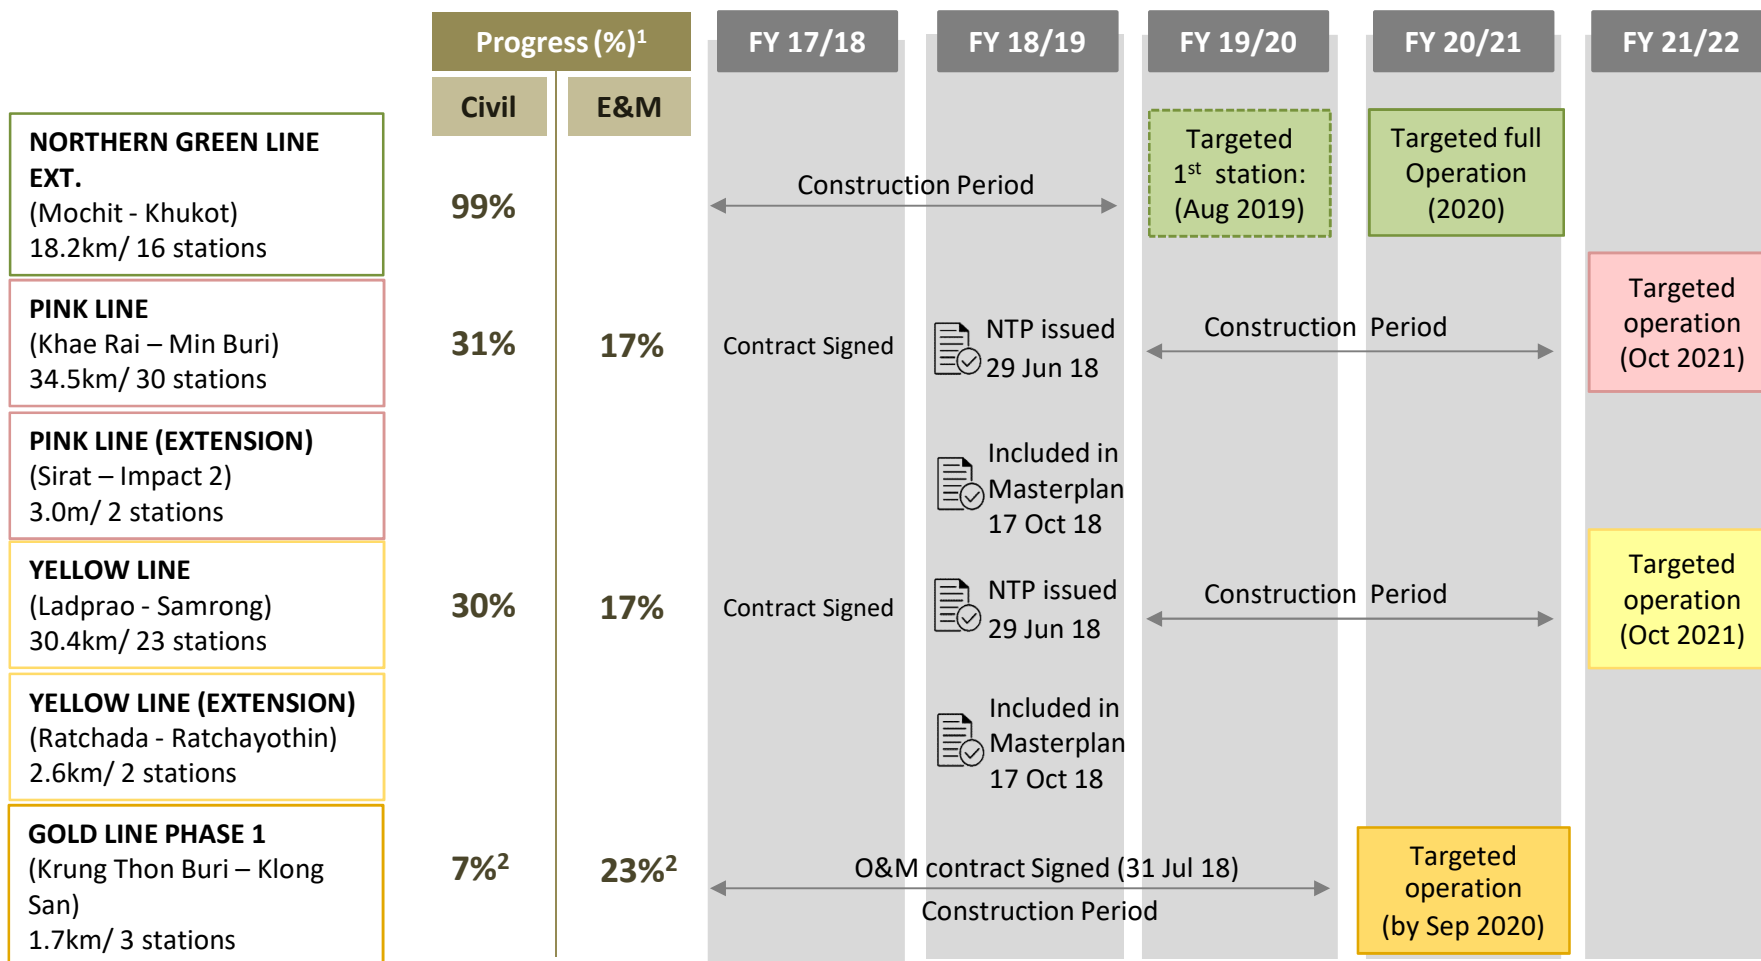 Progress (%)¹
FY 17/18
FY 18/19
FY 19/20
FY 20/21
FY 21/22
Civil
E&M
NORTHERN GREEN LINE
EXT.
(Mochit - Khukot)
18.2km/ 16 stations
99%
Construction Period
Targeted
1st station:
(Aug 2019)
Targeted full
Operation
(2020)
PINK LINE
(Khae Rai – Min Buri)
34.5km/ 30 stations
31%
17%
Contract Signed
NTP issued
29 Jun 18
Construction Period
Targeted
operation
(Oct 2021)
PINK LINE (EXTENSION)
(Sirat – Impact 2)
3.0m/ 2 stations
Included in
Masterplan
17 Oct 18
YELLOW LINE
(Ladprao - Samrong)
30.4km/ 23 stations
30%
17%
Contract Signed
NTP issued
29 Jun 18
Construction Period
Targeted
operation
(Oct 2021)
YELLOW LINE (EXTENSION)
(Ratchada - Ratchayothin)
2.6km/ 2 stations
Included in
Masterplan
17 Oct 18
GOLD LINE PHASE 1
(Krung Thon Buri – Klong
San)
1.7km/ 3 stations
7%²
23%²
O&M contract Signed (31 Jul 18)
Construction Period
Targeted
operation
(by Sep 2020)